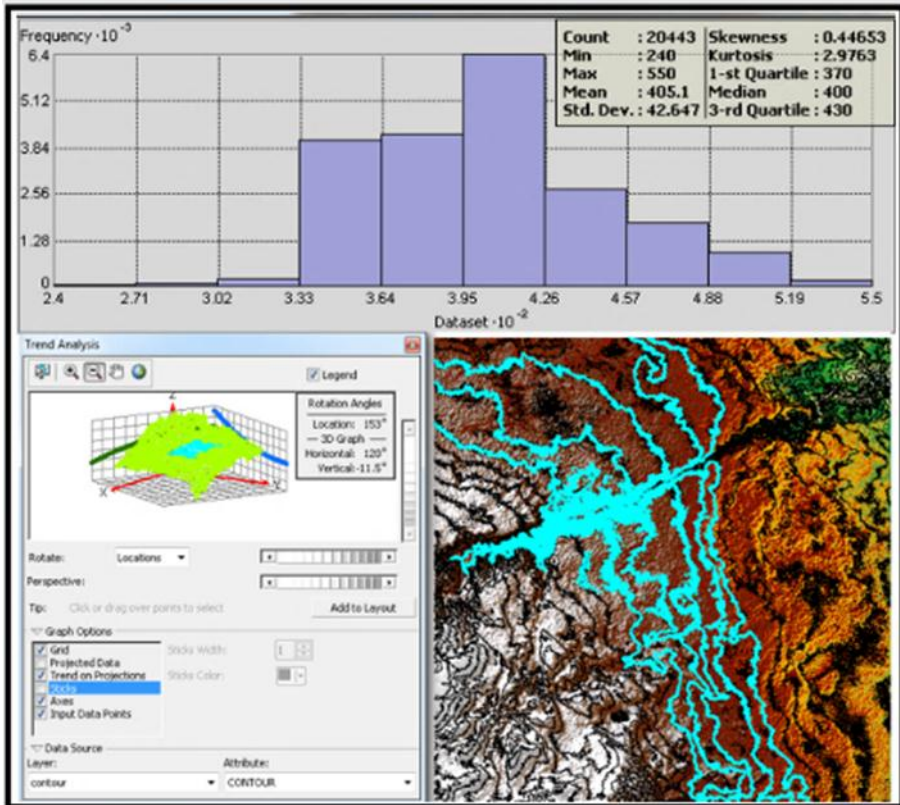 Frequency ·10⁻³
Count : 20443 Skewness : 0.44653
Min : 240 Kurtosis : 2.9763
Max : 550 1-st Quartile : 370
Mean : 405.1 Median : 400
Std. Dev. : 42.647 3-rd Quartile : 430
6.4
5.12
3.84
2.56
1.28
0
2.4 2.71 3.02 3.33 3.64 3.95 4.26 4.57 4.88 5.19 5.5
Dataset ·10⁻²
Trend Analysis
Legend
Z
X
Y
Rotation Angles
Location: 153°
3D Graph
Horizontal: 120°
Vertical:-11.5°
Rotate: Locations
Perspective:
Tip: Click or drag over points to select Add to Layout
Graph Options
Grid
Projected Data
Trend on Projections
Sticks
Axes
Input Data Points
Sticks Width: 1
Sticks Color:
Data Source
Layer: Attribute:
contour CONTOUR